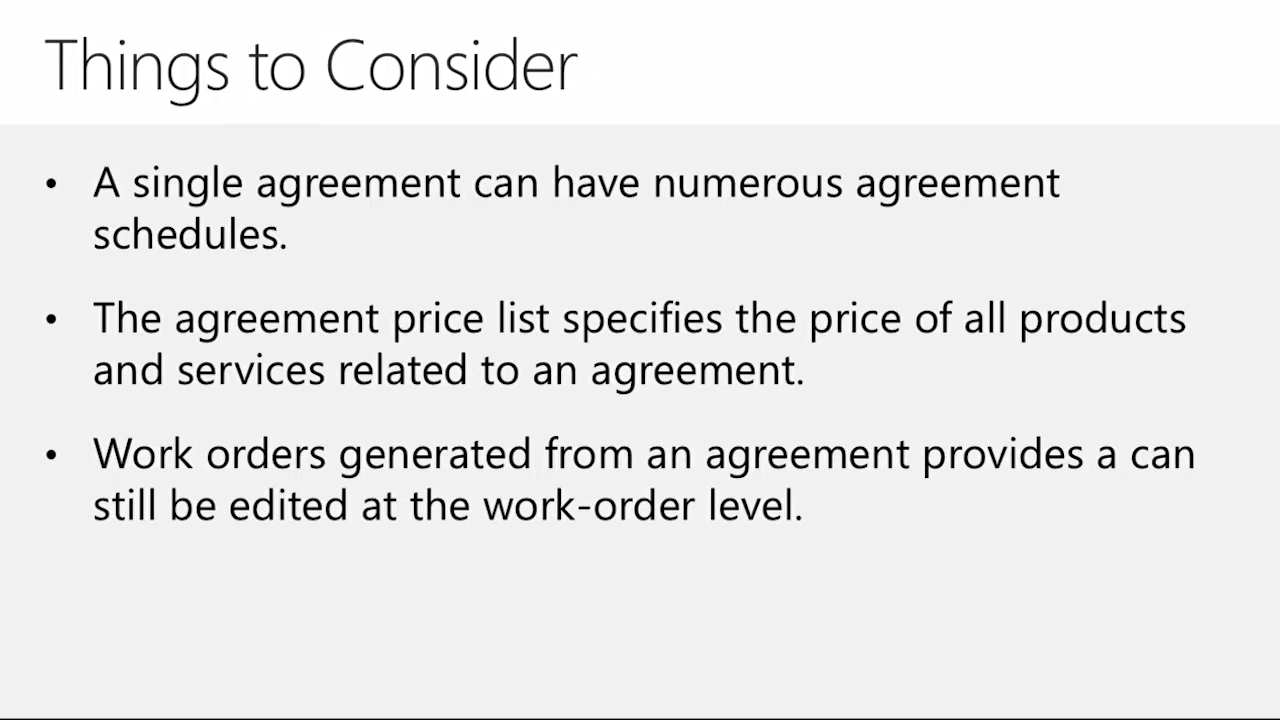 Things to Consider
• A single agreement can have numerous agreement
schedules.
• The agreement price list specifies the price of all products
and services related to an agreement.
• Work orders generated from an agreement provides a can
still be edited at the work-order level.